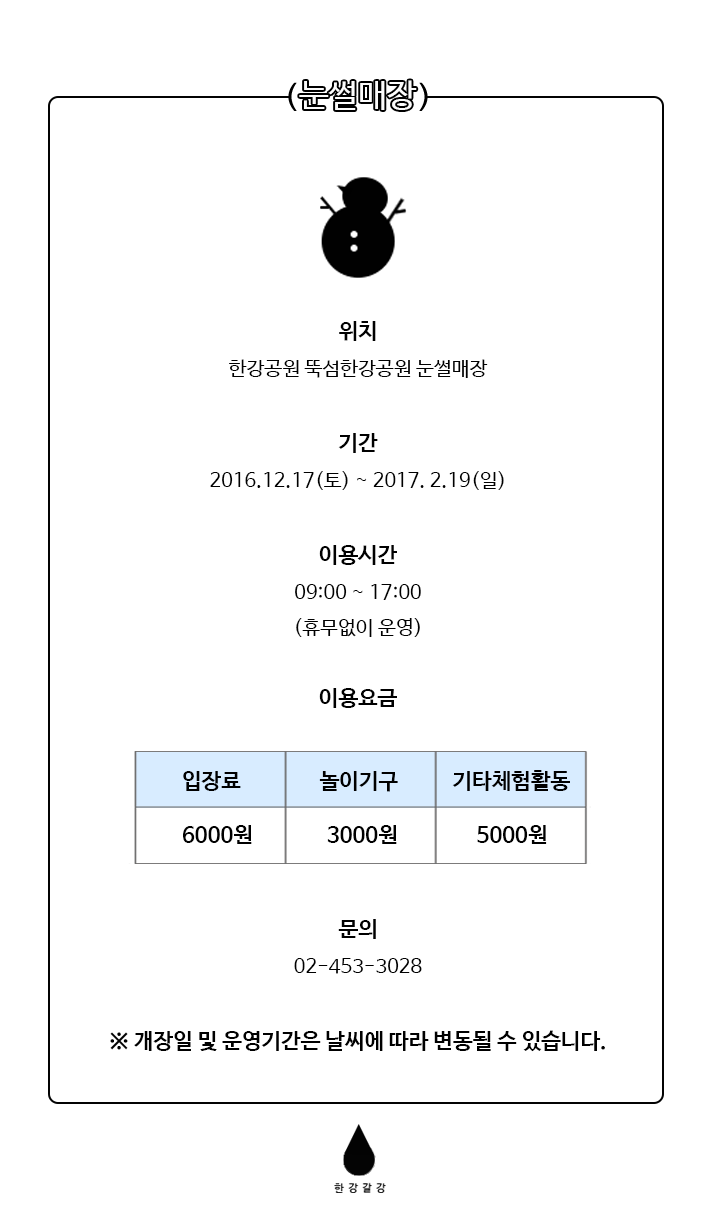 (눈썰매장)
위치
한강공원 뚝섬한강공원 눈썰매장
기간
2016.12.17(토) ~ 2017. 2.19(일)
이용시간
09:00 ~ 17:00
(휴무없이 운영)
이용요금
입장료 놀이기구 기타체험활동
6000원 3000원 5000원
문의
02-453-3028
※ 개장일 및 운영기간은 날씨에 따라 변동될 수 있습니다.
한강갈강